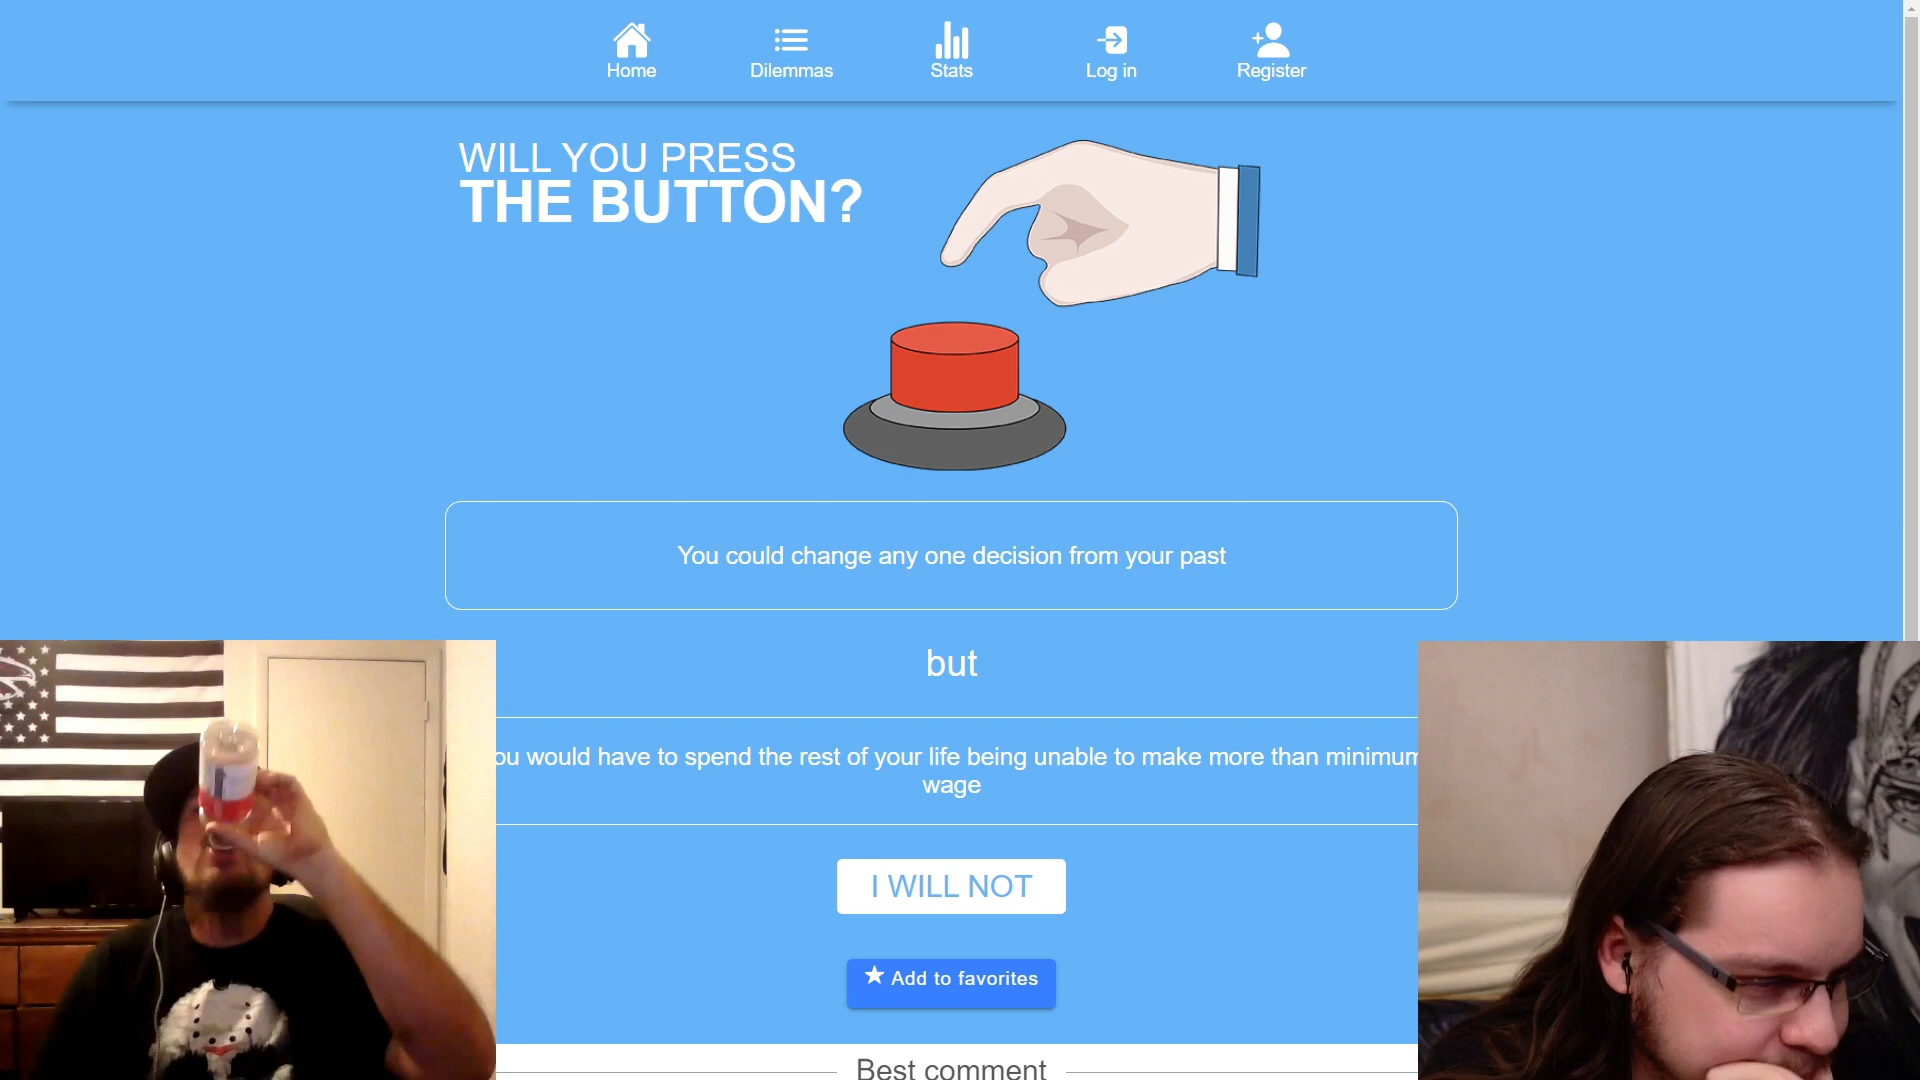 Home
Dilemmas
Stats
Log in
Register
WILL YOU PRESS
THE BUTTON?
You could change any one decision from your past
but
ou would have to spend the rest of your life being unable to make more than minimum
wage
I WILL NOT
Add to favorites
Best comment